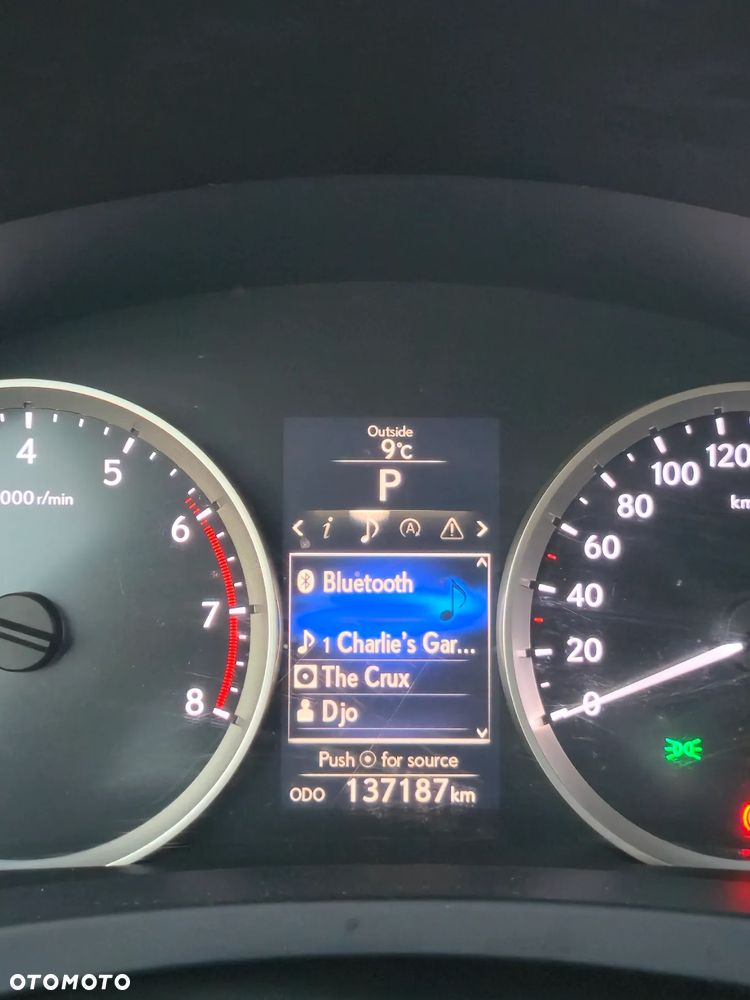 Outside
9°C
P
4
5
6
7
8
000 r/min
< i >
Bluetooth
1 Charlie's Gar...
The Crux
Djo
Push for source
ODO 137187 km
0
20
40
60
80
100
120
km
OTOMOTO